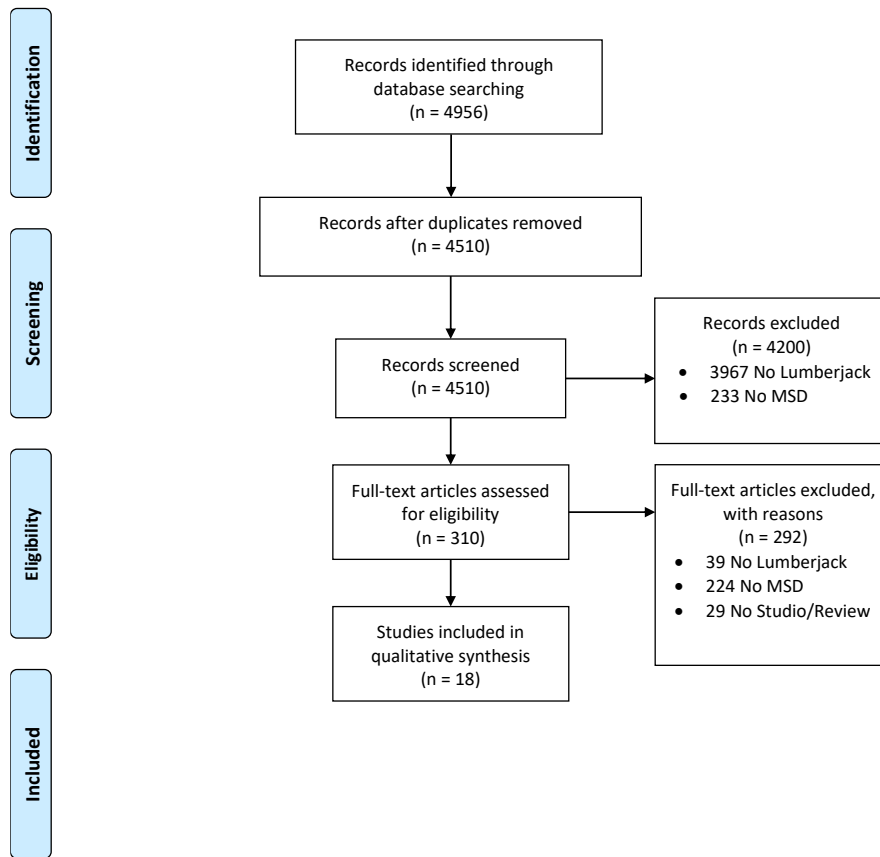 Identification
Records identified through
database searching
(n = 4956)
Records after duplicates removed
(n = 4510)
Screening
Records screened
(n = 4510)
Records excluded
(n = 4200)
• 3967 No Lumberjack
• 233 No MSD
Eligibility
Full-text articles assessed
for eligibility
(n = 310)
Full-text articles excluded,
with reasons
(n = 292)
• 39 No Lumberjack
• 224 No MSD
• 29 No Studio/Review
Studies included in
qualitative synthesis
(n = 18)
Included